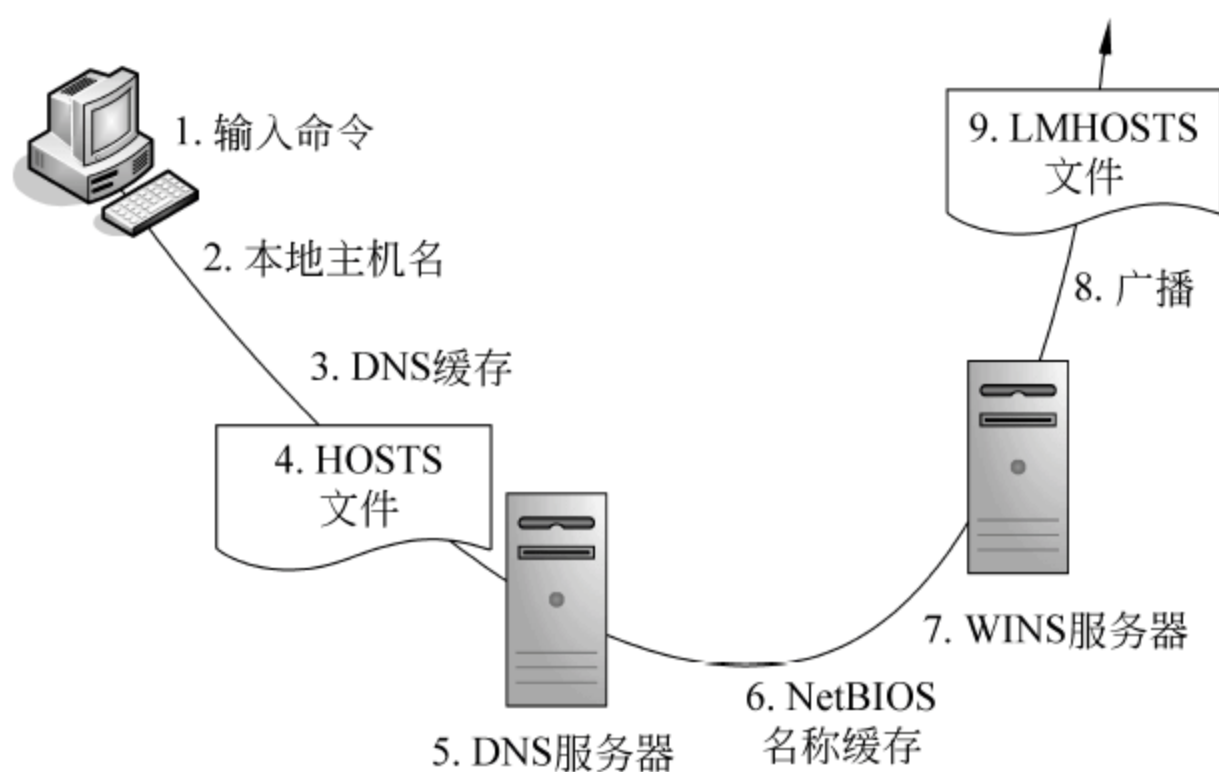 1. 输入命令
2. 本地主机名
3. DNS缓存
4. HOSTS
文件
5. DNS服务器
6. NetBIOS
名称缓存
7. WINS服务器
8. 广播
9. LMHOSTS
文件